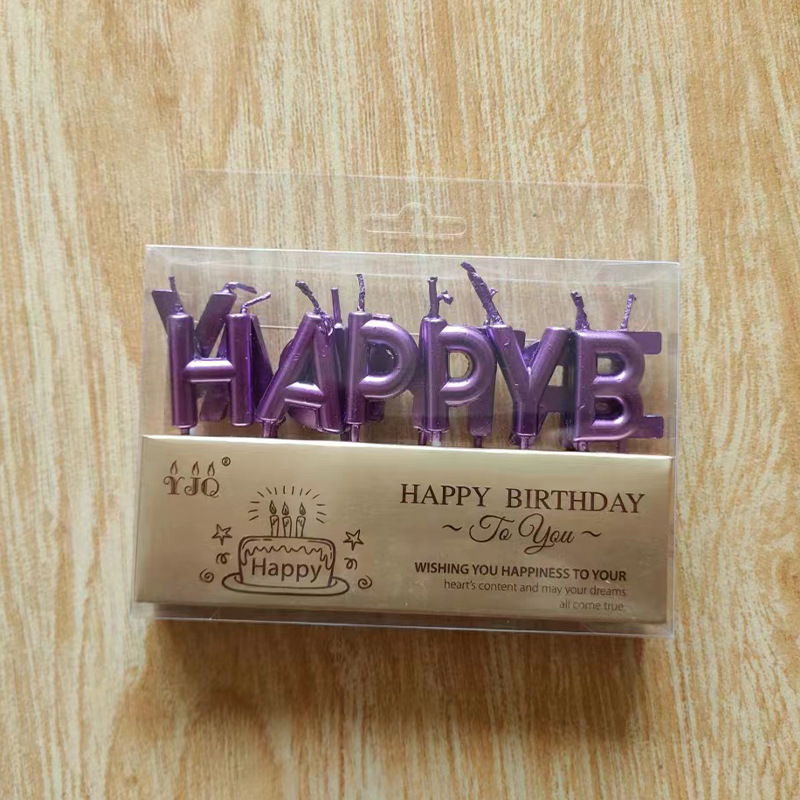 HAPPYB
YJQ®
Happy
HAPPY BIRTHDAY
~ To You ~
WISHING YOU HAPPINESS TO YOUR
heart's content and may your dreams
all come true.